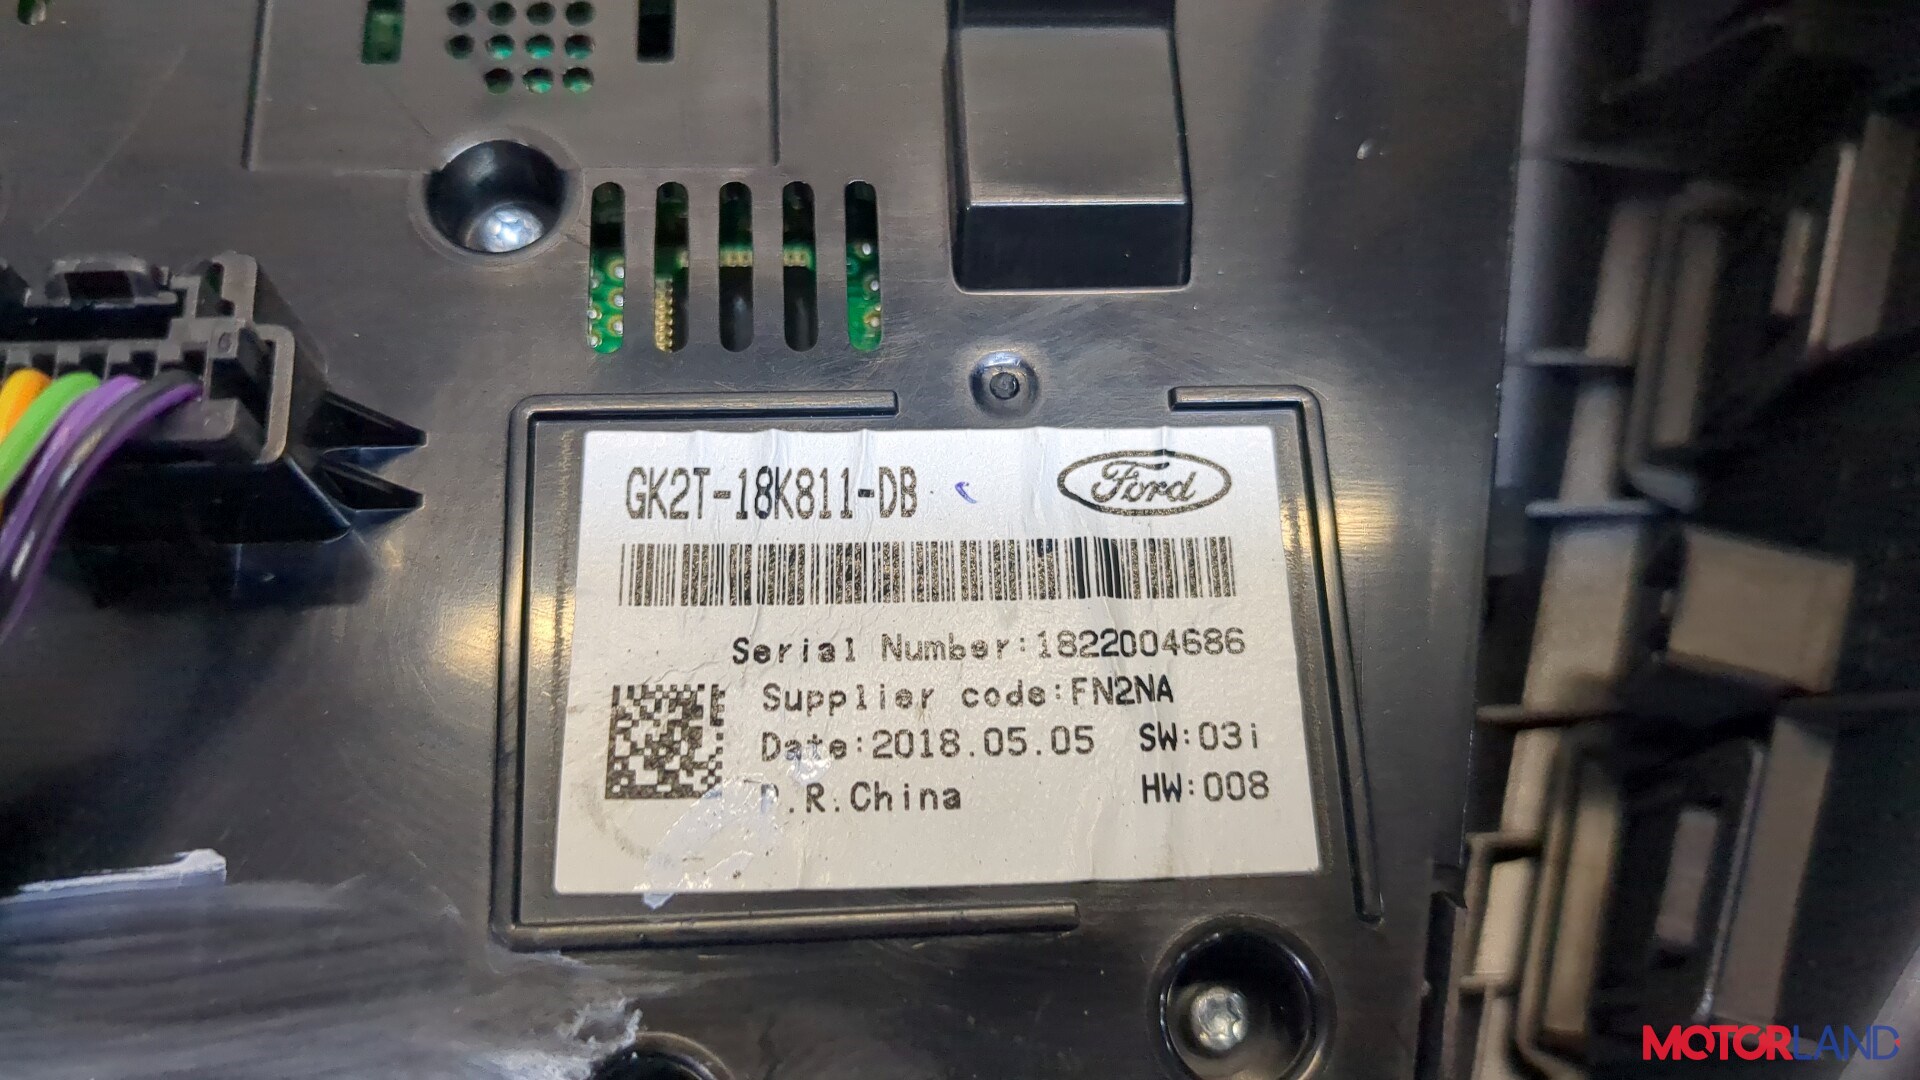 GK2T-18K811-DB
Ford
Serial Number:1822004686
Supplier code:FN2NA
Date:2018.05.05 SW:03i
P.R.China HW:008
MOTORLAND